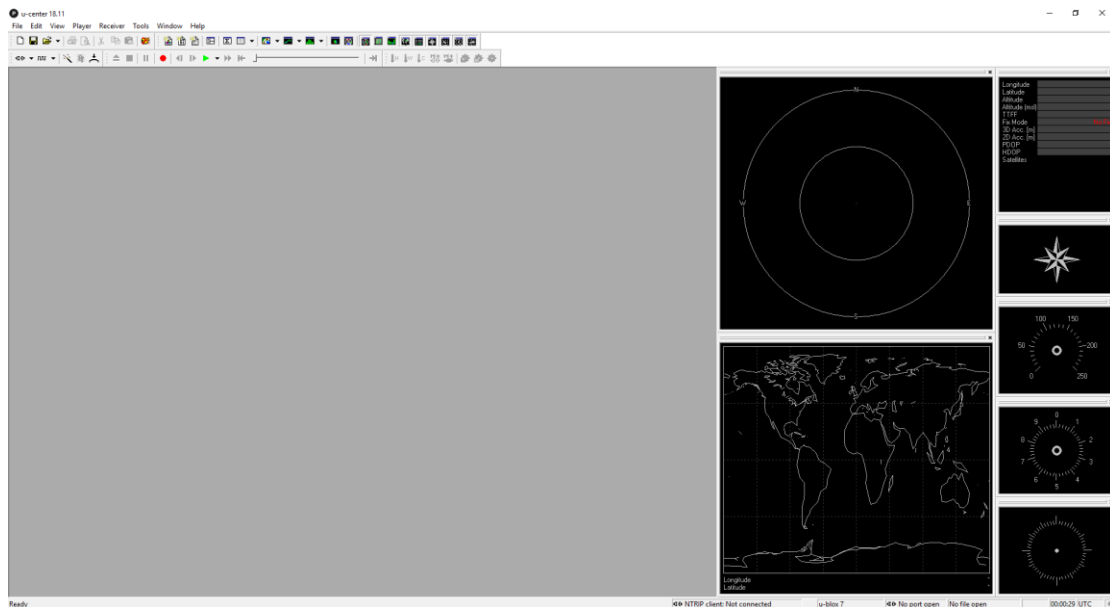 u-center 18.11
File Edit View Player Receiver Tools Window Help
N
W
E
S
Longitude
Latitude
Altitude
Altitude (msl)
TTFF
Fix Mode
3D Acc. [m]
2D Acc. [m]
PDOP
HDOP
Satellites
100 150
50 200
0 250
0
9 1
8 2
7 3
6 4
5
Longitude
Latitude
Ready NTRIP client: Not connected u-blox 7 No port open No file open 00:00:29 UTC